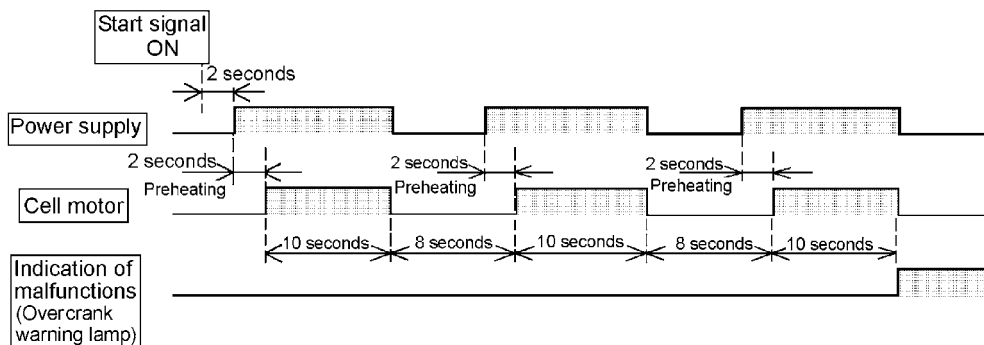 Start signal
ON
2 seconds
Power supply
2 seconds
Preheating
2 seconds
Preheating
2 seconds
Preheating
Cell motor
10 seconds
8 seconds
10 seconds
8 seconds
10 seconds
Indication of
malfunctions
(Overcrank
warning lamp)